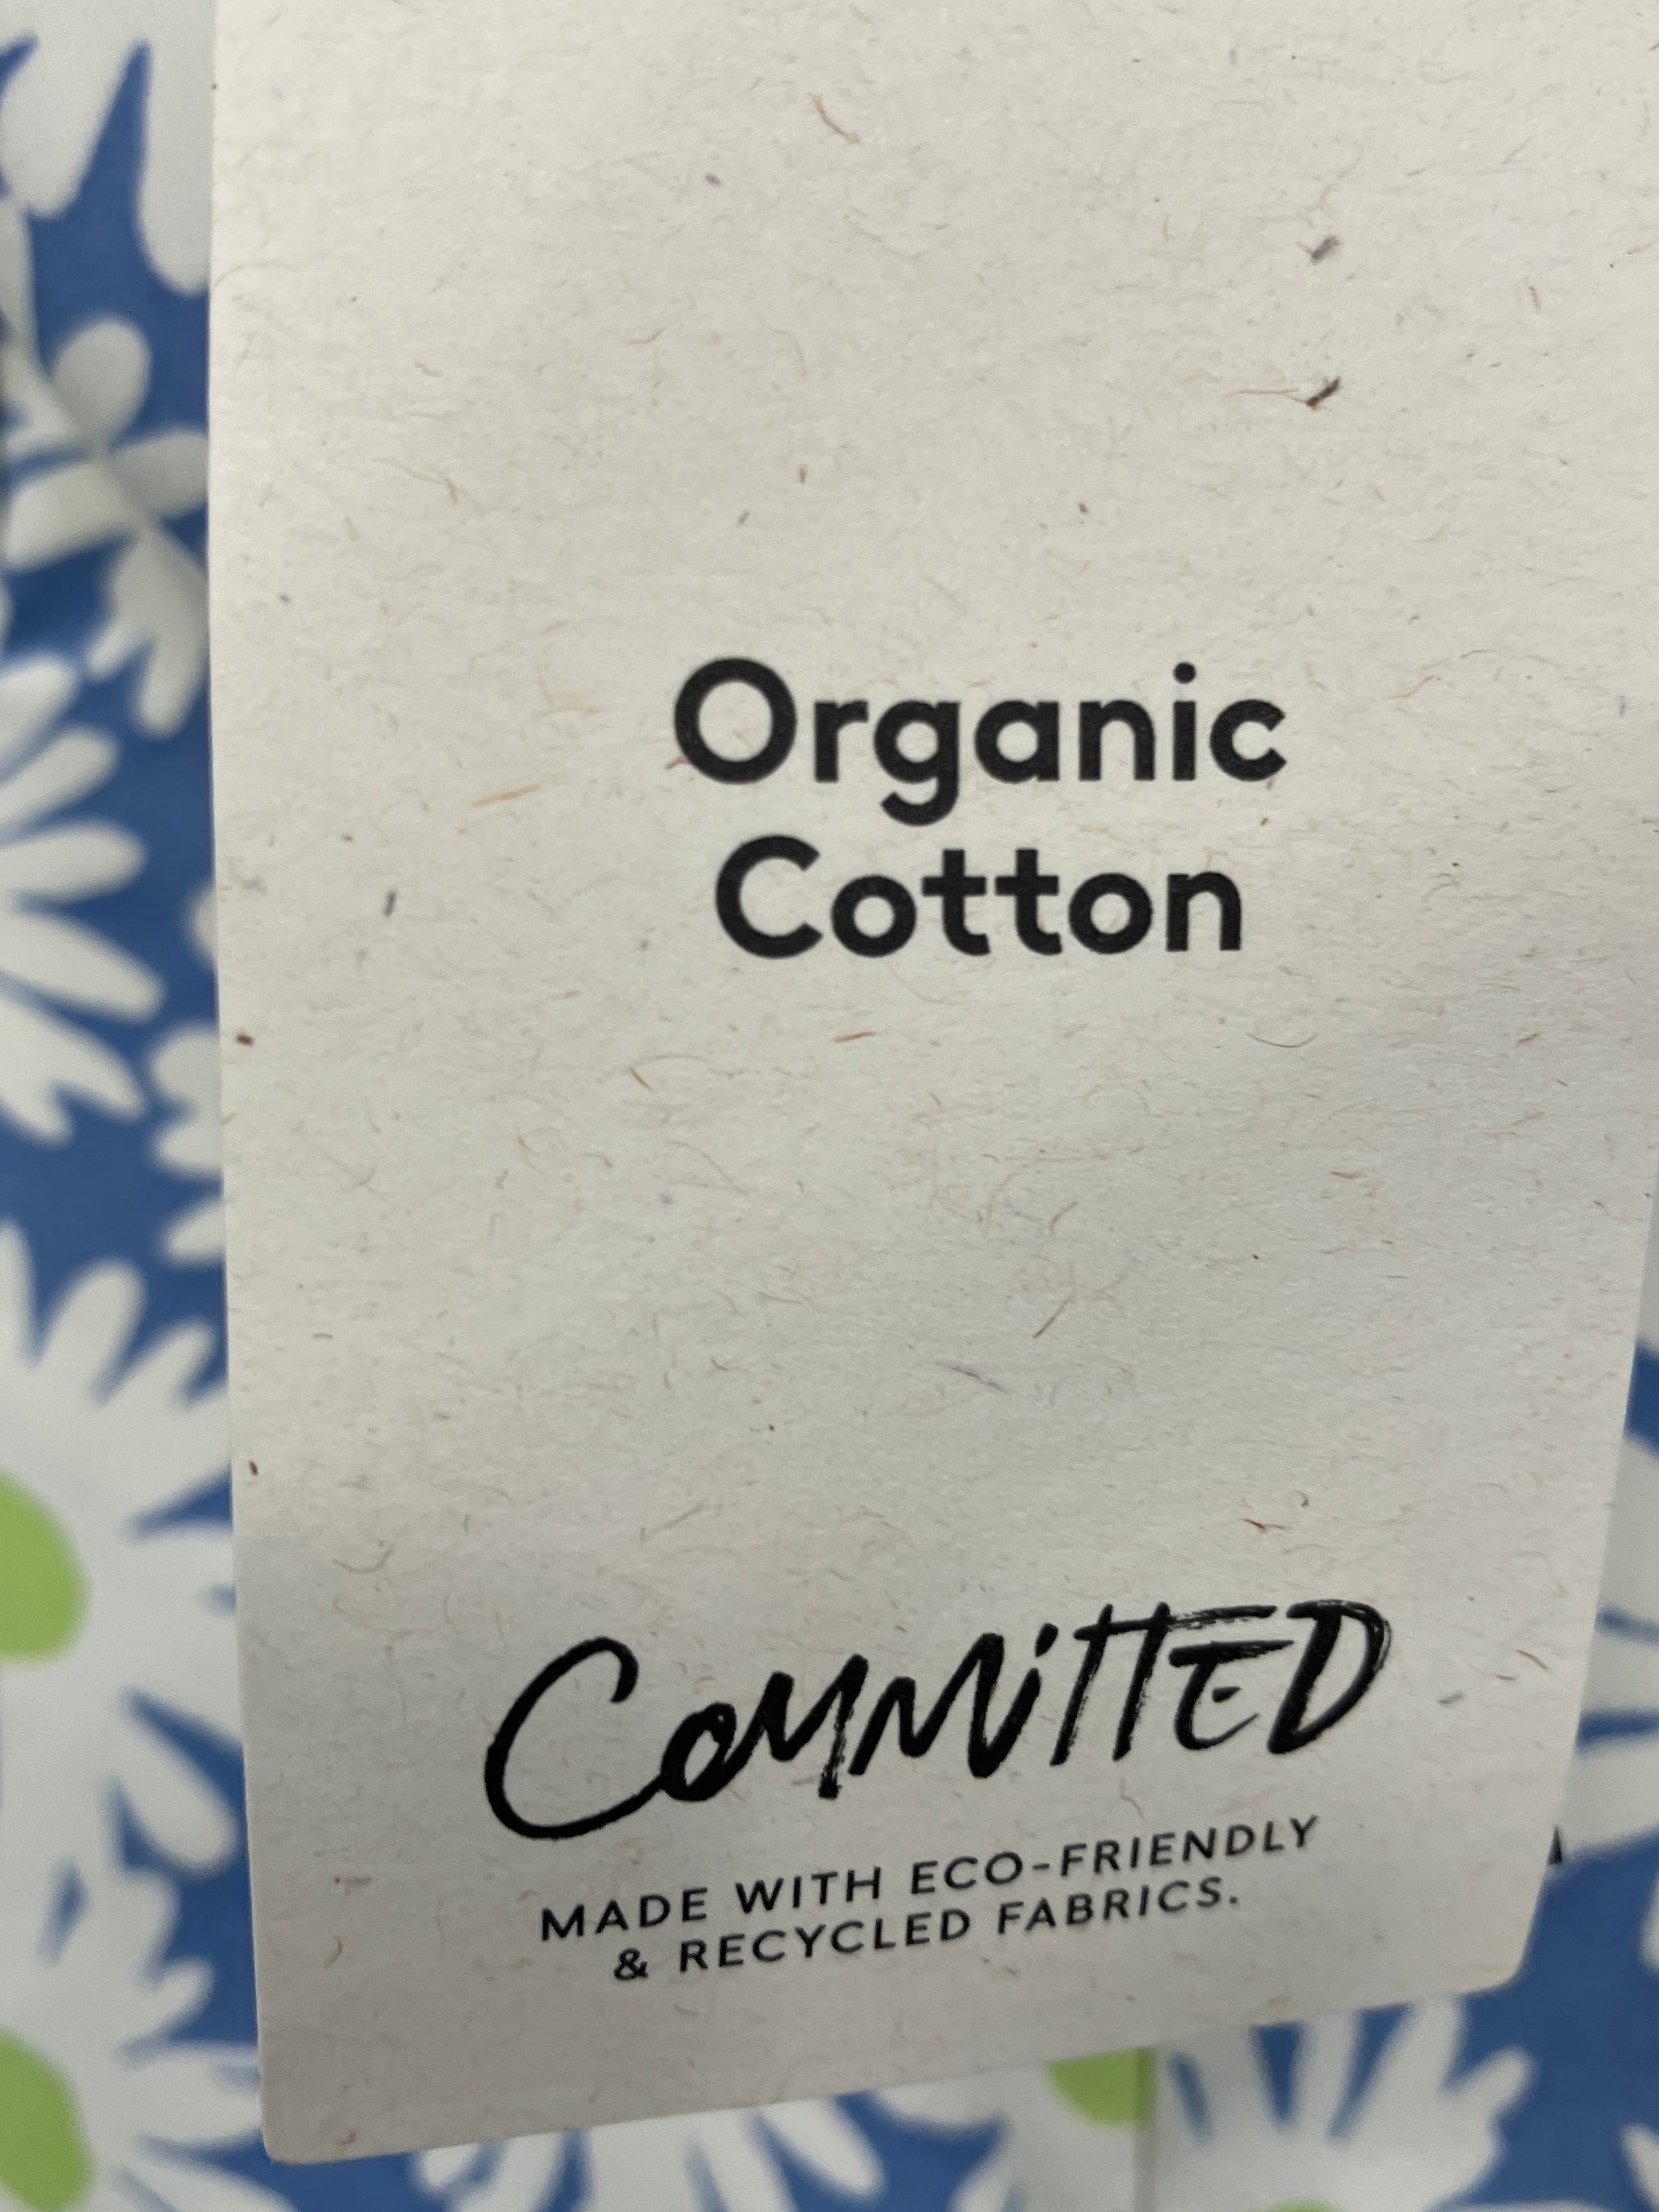 Organic
Cotton
COMMiTTED
MADE WITH ECO-FRIENDLY
& RECYCLED FABRICS.